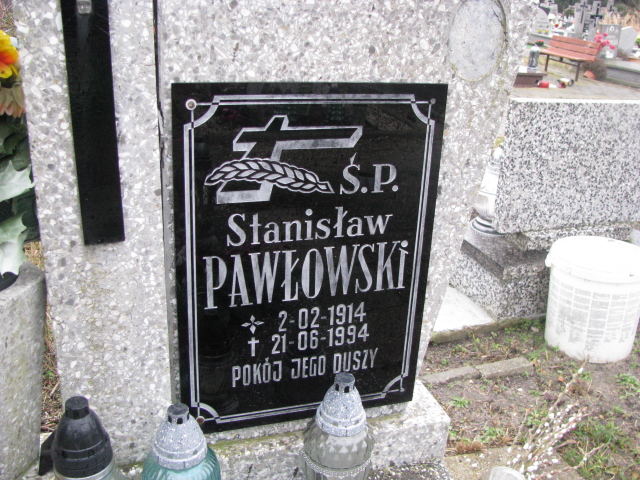 Ś.P.
Stanisław
PAWŁOWSKi
2-02-1914
21-06-1994
POKÓJ JEGO DUSZY